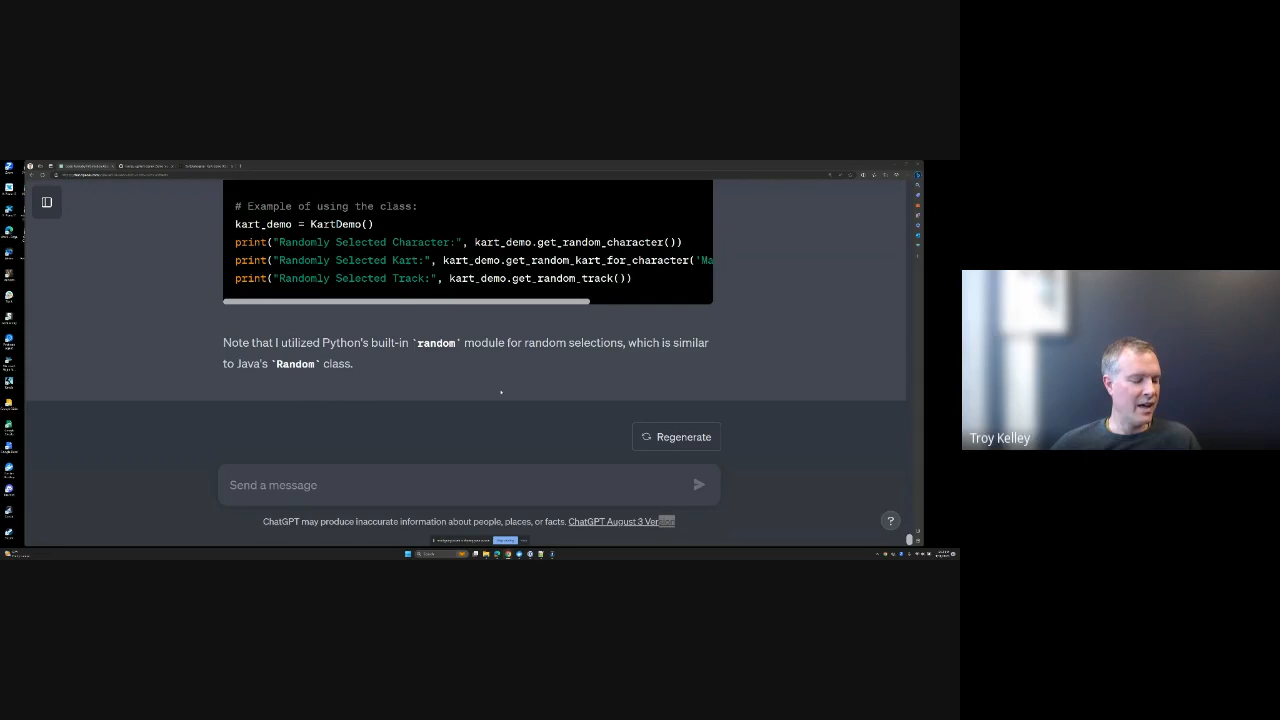 # Example of using the class:
kart_demo = KartDemo()
print("Randomly Selected Character:", kart_demo.get_random_character())
print("Randomly Selected Kart:", kart_demo.get_random_kart_for_character('Ma
print("Randomly Selected Track:", kart_demo.get_random_track())
Note that I utilized Python's built-in `random` module for random selections, which is similar
to Java's `Random` class.
Regenerate
Send a message
ChatGPT may produce inaccurate information about people, places, or facts. ChatGPT August 3 Version
?
Troy Kelley